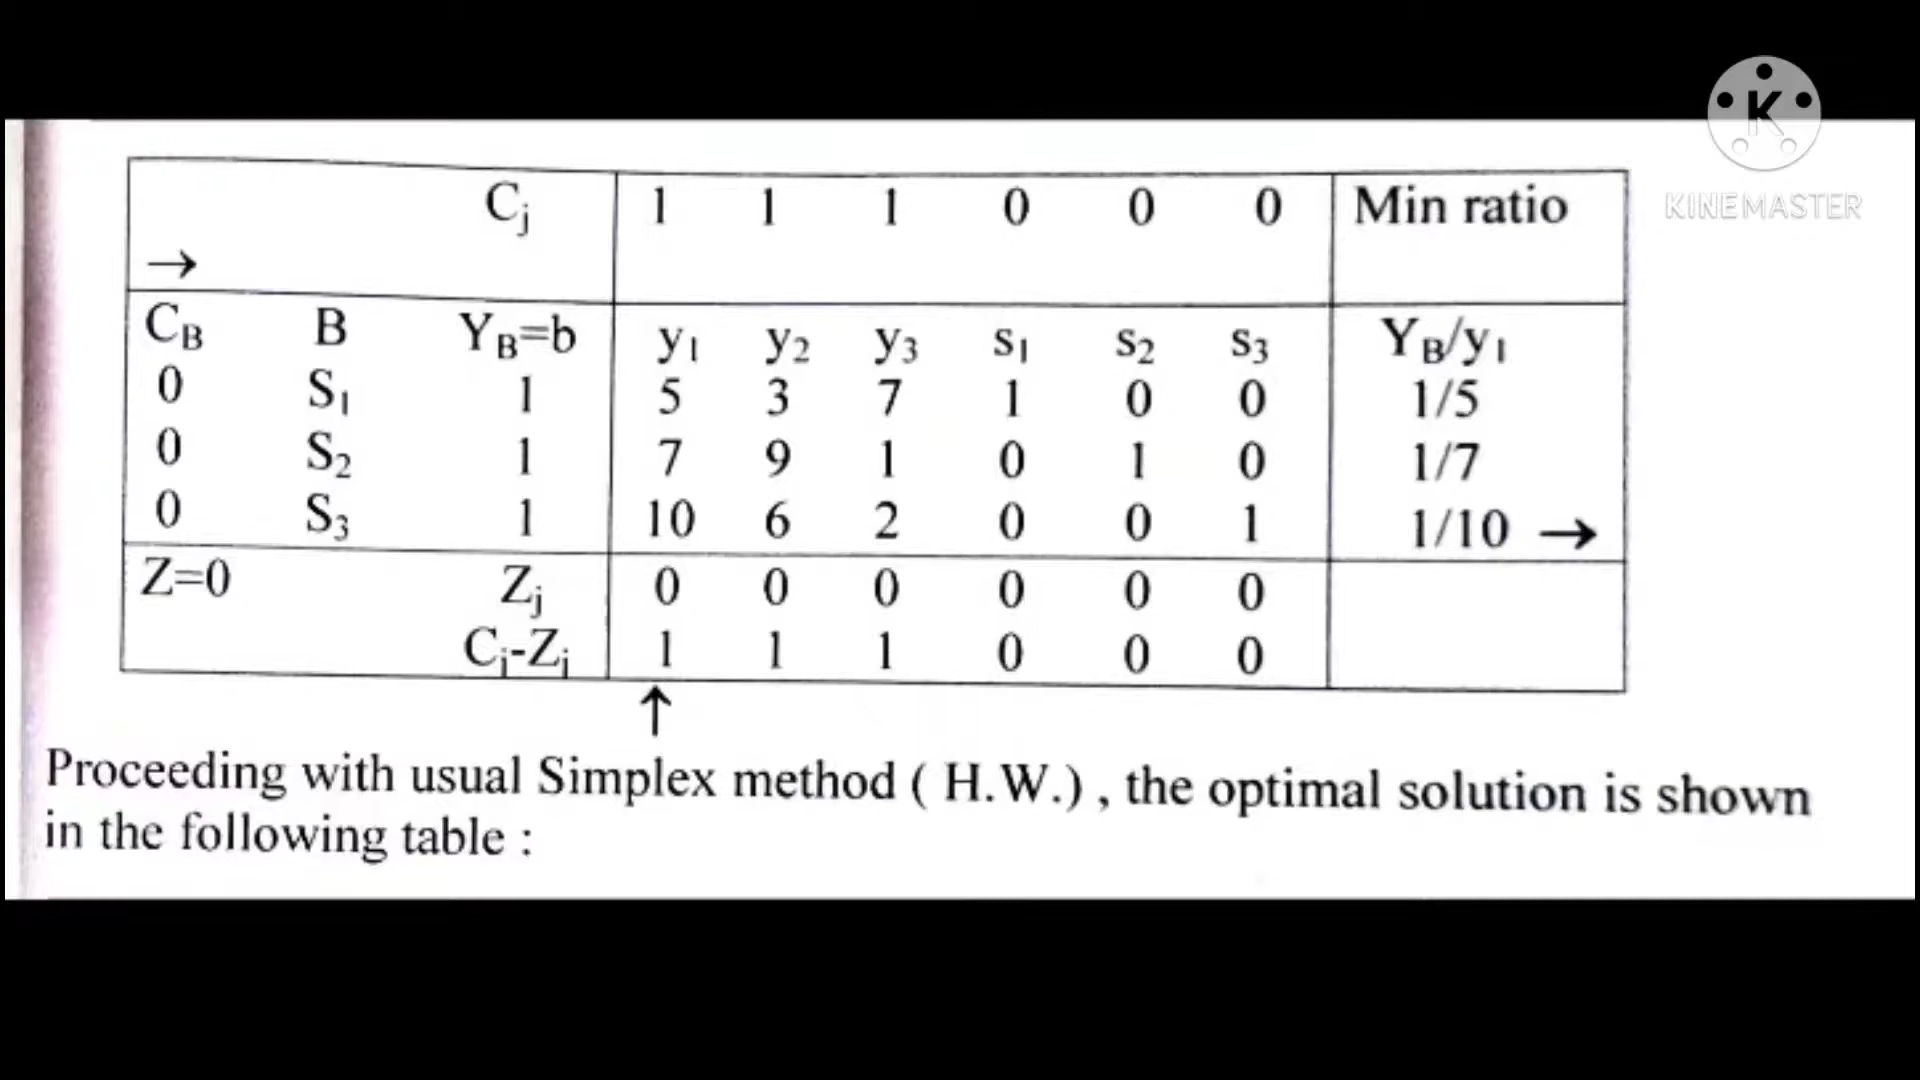 Cj 1 1 1 0 0 0 Min ratio
→
CB B YB=b y1 y2 y3 s1 s2 s3 YB/y1
0 S1 1 5 3 7 1 0 0 1/5
0 S2 1 7 9 1 0 1 0 1/7
0 S3 1 10 6 2 0 0 1 1/10 →
Z=0 Zj 0 0 0 0 0 0
Cj-Zj 1 1 1 0 0 0
↑
Proceeding with usual Simplex method ( H.W.) , the optimal solution is shown
in the following table :
K
KINEMASTER